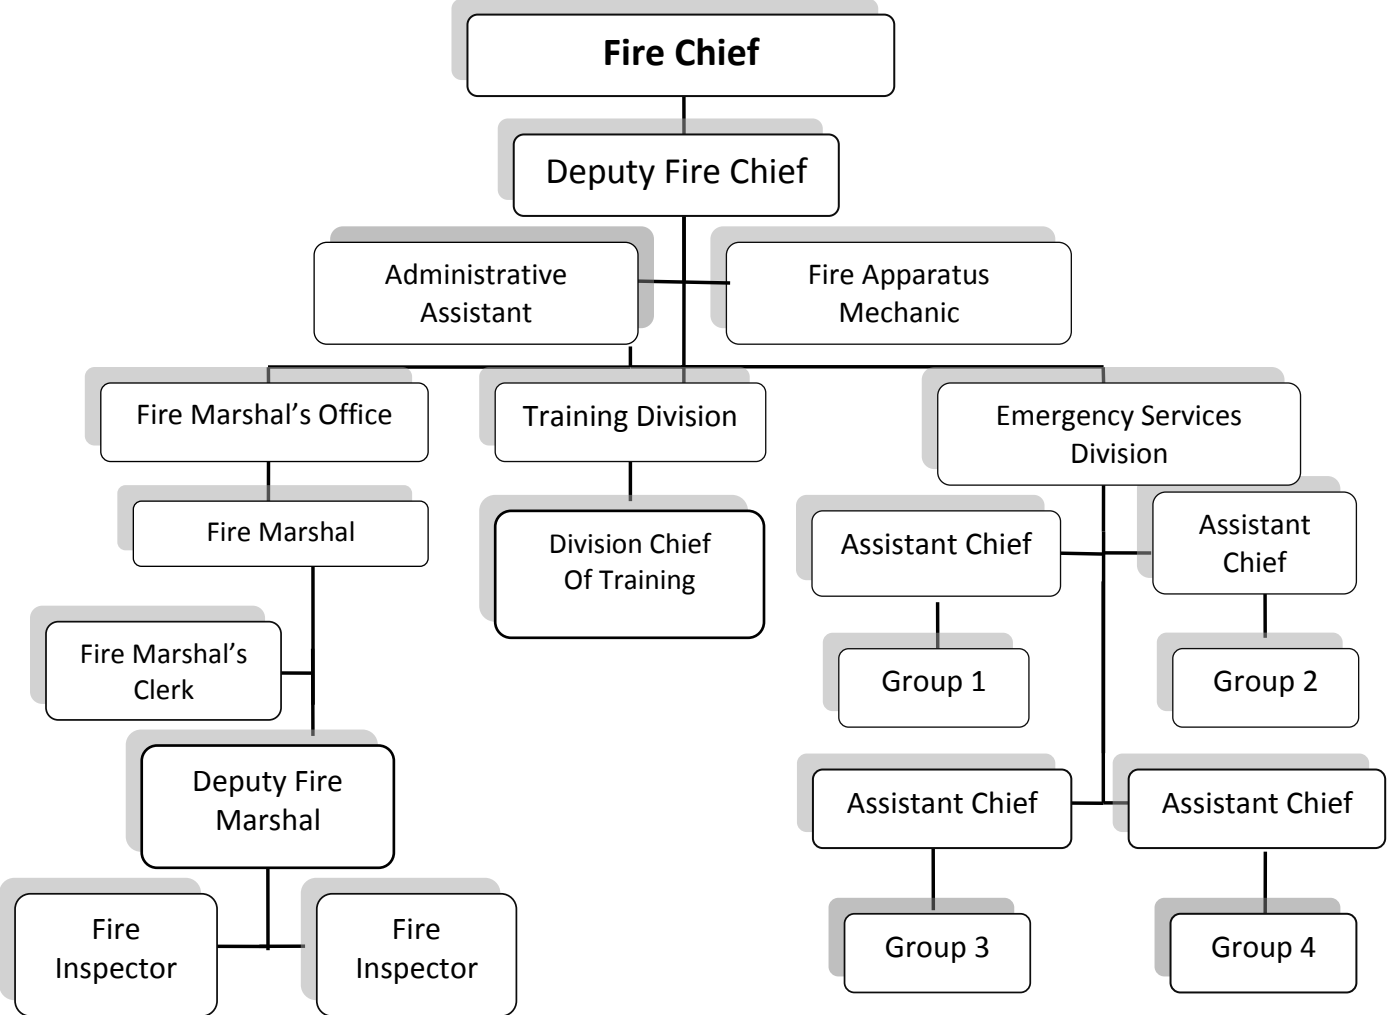 Fire Chief
Deputy Fire Chief
Administrative
Assistant
Fire Apparatus
Mechanic
Fire Marshal’s Office
Training Division
Emergency Services
Division
Fire Marshal
Division Chief
Of Training
Assistant Chief
Assistant
Chief
Fire Marshal’s
Clerk
Group 1
Group 2
Deputy Fire
Marshal
Assistant Chief
Assistant Chief
Fire
Inspector
Fire
Inspector
Group 3
Group 4